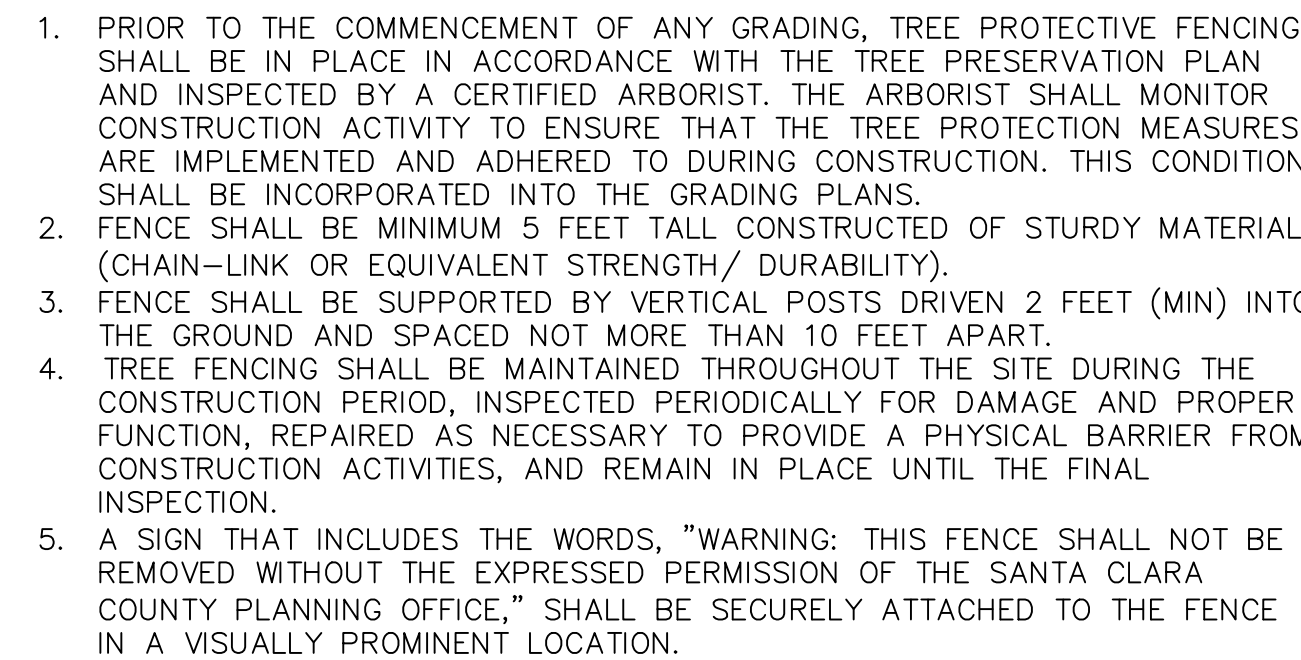 1. PRIOR TO THE COMMENCEMENT OF ANY GRADING, TREE PROTECTIVE FENCING
SHALL BE IN PLACE IN ACCORDANCE WITH THE TREE PRESERVATION PLAN
AND INSPECTED BY A CERTIFIED ARBORIST. THE ARBORIST SHALL MONITOR
CONSTRUCTION ACTIVITY TO ENSURE THAT THE TREE PROTECTION MEASURES
ARE IMPLEMENTED AND ADHERED TO DURING CONSTRUCTION. THIS CONDITION
SHALL BE INCORPORATED INTO THE GRADING PLANS.
2. FENCE SHALL BE MINIMUM 5 FEET TALL CONSTRUCTED OF STURDY MATERIAL
(CHAIN-LINK OR EQUIVALENT STRENGTH/ DURABILITY).
3. FENCE SHALL BE SUPPORTED BY VERTICAL POSTS DRIVEN 2 FEET (MIN) INTO
THE GROUND AND SPACED NOT MORE THAN 10 FEET APART.
4. TREE FENCING SHALL BE MAINTAINED THROUGHOUT THE SITE DURING THE
CONSTRUCTION PERIOD, INSPECTED PERIODICALLY FOR DAMAGE AND PROPER
FUNCTION, REPAIRED AS NECESSARY TO PROVIDE A PHYSICAL BARRIER FROM
CONSTRUCTION ACTIVITIES, AND REMAIN IN PLACE UNTIL THE FINAL
INSPECTION.
5. A SIGN THAT INCLUDES THE WORDS, "WARNING: THIS FENCE SHALL NOT BE
REMOVED WITHOUT THE EXPRESSED PERMISSION OF THE SANTA CLARA
COUNTY PLANNING OFFICE," SHALL BE SECURELY ATTACHED TO THE FENCE
IN A VISUALLY PROMINENT LOCATION.